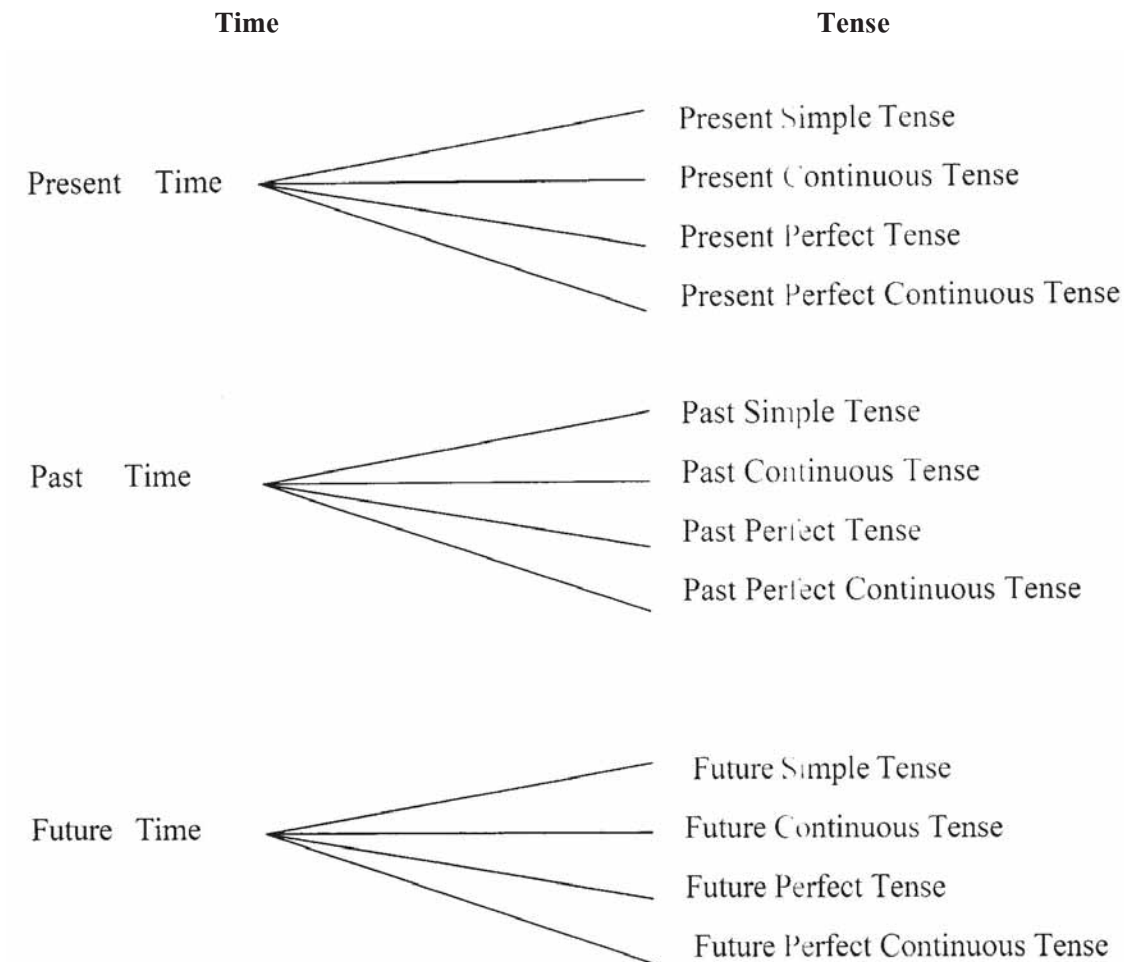 Time Tense
Present Simple Tense
Present Time Present Continuous Tense
Present Perfect Tense
Present Perfect Continuous Tense
Past Simple Tense
Past Time Past Continuous Tense
Past Perfect Tense
Past Perfect Continuous Tense
Future Simple Tense
Future Time Future Continuous Tense
Future Perfect Tense
Future Perfect Continuous Tense